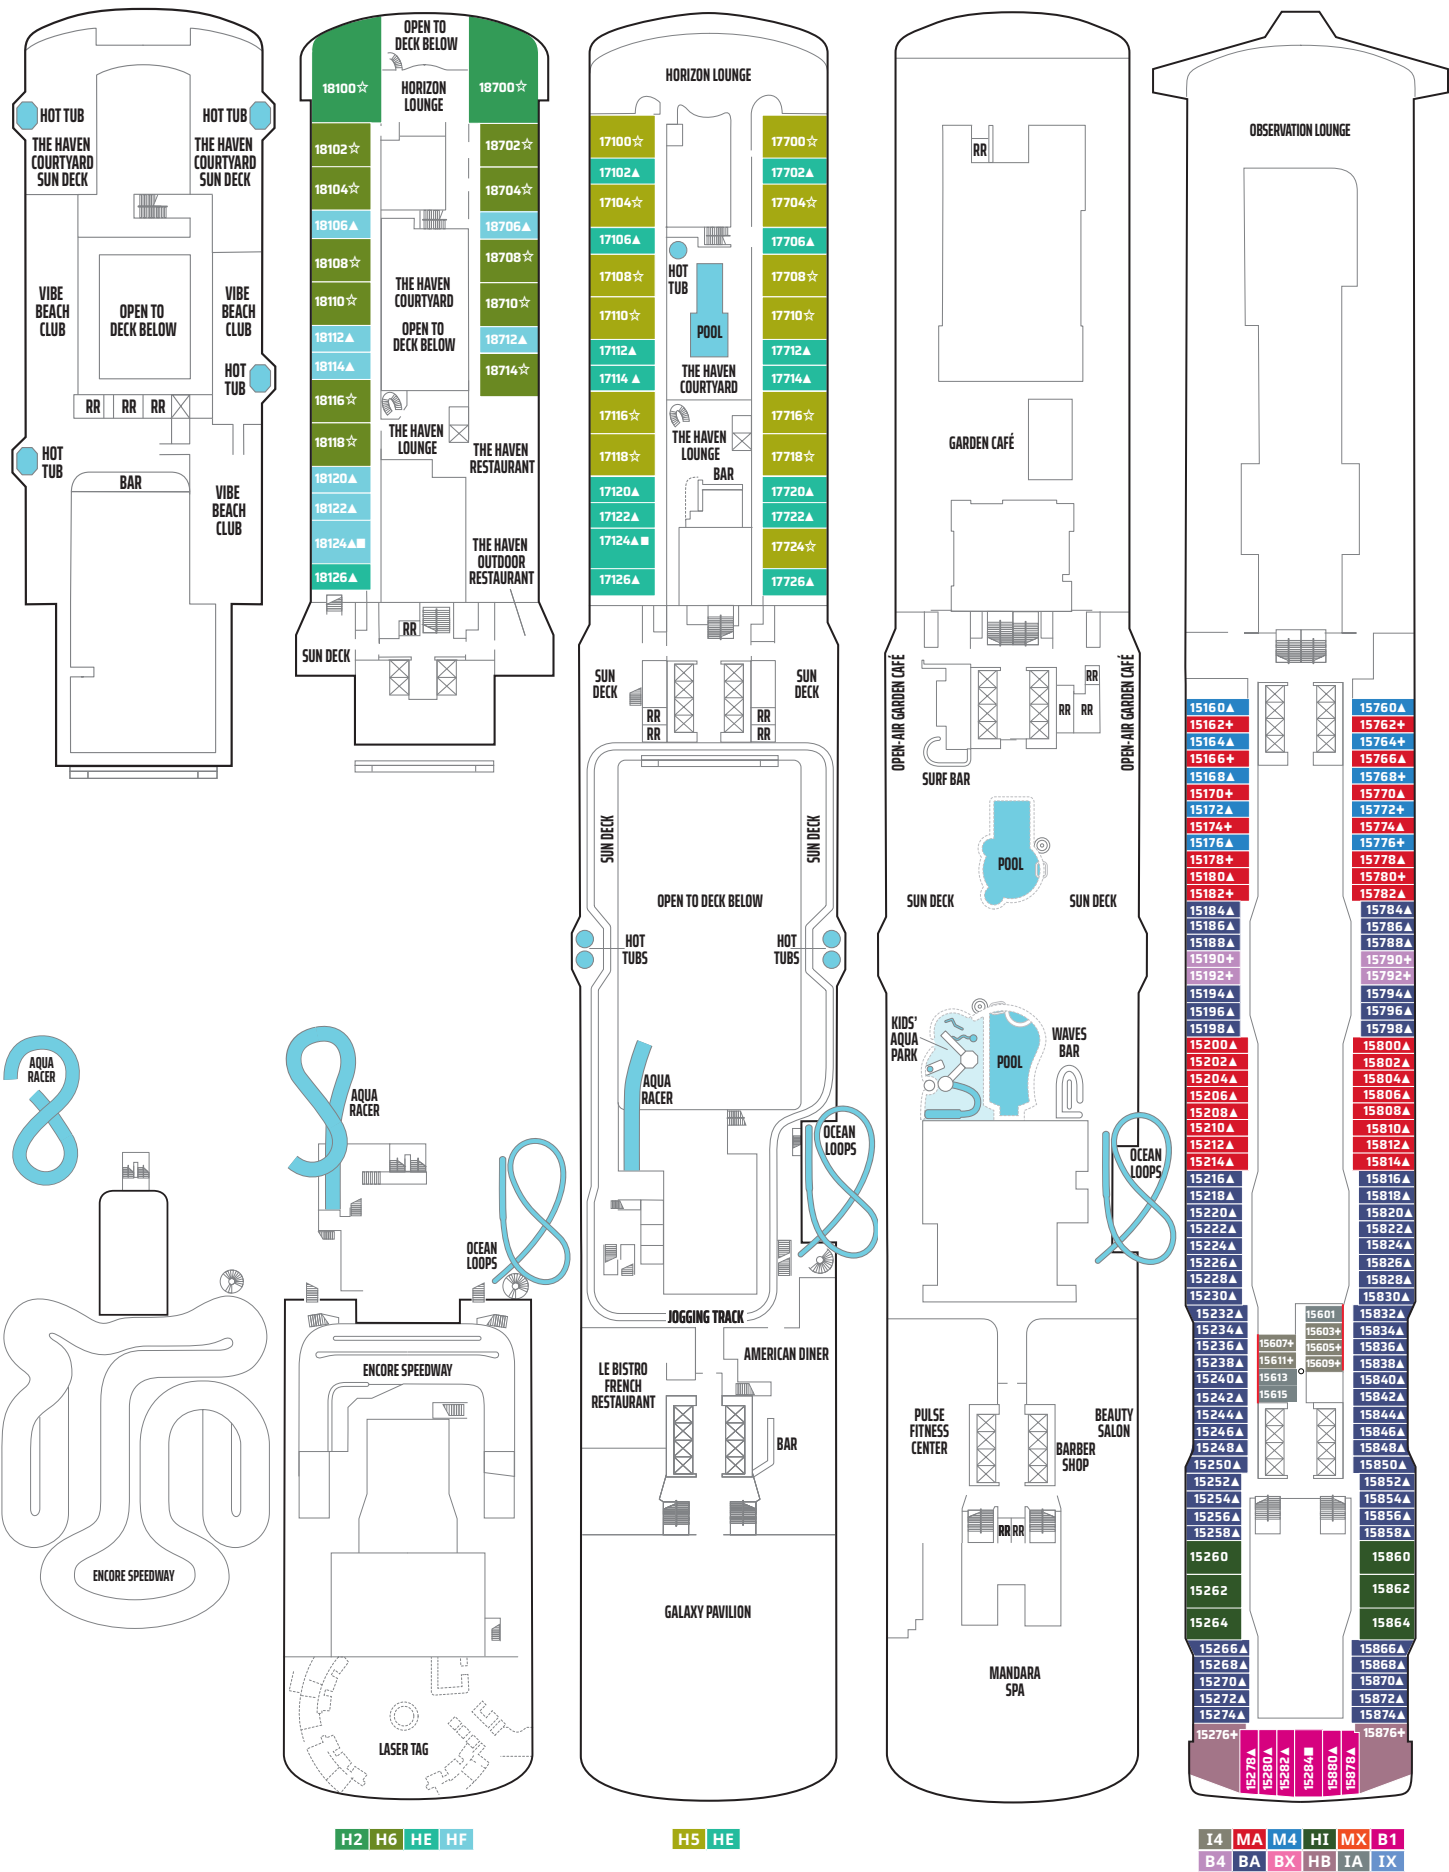 HOT TUB
HOT TUB
THE HAVEN
COURTYARD
SUN DECK
THE HAVEN
COURTYARD
SUN DECK
VIBE
BEACH
CLUB
OPEN TO
DECK BELOW
VIBE
BEACH
CLUB
HOT
TUB
RR
RR
RR
HOT
TUB
BAR
VIBE
BEACH
CLUB
AQUA
RACER
ENCORE SPEEDWAY
OPEN TO
DECK BELOW
18100☆
HORIZON
LOUNGE
18700☆
18102☆
18104☆
18106▲
18108☆
18110☆
18112▲
18114▲
18116☆
18118☆
18120▲
18122▲
18124▲■
18126▲
18702☆
18704☆
18706▲
18708☆
18710☆
18712▲
18714☆
THE HAVEN
COURTYARD
OPEN TO
DECK BELOW
THE HAVEN
LOUNGE
THE HAVEN
RESTAURANT
THE HAVEN
OUTDOOR
RESTAURANT
RR
SUN DECK
AQUA
RACER
OCEAN
LOOPS
ENCORE SPEEDWAY
LASER TAG
H2 H6 HE HF
HORIZON LOUNGE
17100☆
17102▲
17104☆
17106▲
17108☆
17110☆
17112▲
17114▲
17116☆
17118☆
17120▲
17122▲
17124▲■
17126▲
17700☆
17702▲
17704☆
17706▲
17708☆
17710☆
17712▲
17714▲
17716☆
17718☆
17720▲
17722▲
17724☆
17726▲
HOT
TUB
POOL
THE HAVEN
COURTYARD
THE HAVEN
LOUNGE
BAR
SUN
DECK
SUN
DECK
RR
RR
RR
RR
SUN DECK
SUN DECK
OPEN TO DECK BELOW
HOT
TUBS
HOT
TUBS
AQUA
RACER
OCEAN
LOOPS
JOGGING TRACK
LE BISTRO
FRENCH
RESTAURANT
AMERICAN DINER
BAR
GALAXY PAVILION
H5 HE
RR
GARDEN CAFÉ
OPEN-AIR GARDEN CAFÉ
OPEN-AIR GARDEN CAFÉ
RR
RR
RR
SURF BAR
POOL
SUN DECK
SUN DECK
KIDS'
AQUA
PARK
POOL
WAVES
BAR
OCEAN
LOOPS
PULSE
FITNESS
CENTER
BEAUTY
SALON
BARBER
SHOP
RR RR
MANDARA
SPA
OBSERVATION LOUNGE
15160▲
15162+
15164▲
15166+
15168▲
15170+
15172▲
15174+
15176▲
15178+
15180▲
15182+
15184▲
15186▲
15188▲
15190+
15192+
15194▲
15196▲
15198▲
15200▲
15202▲
15204▲
15206▲
15208▲
15210▲
15212▲
15214▲
15216▲
15218▲
15220▲
15222▲
15224▲
15226▲
15228▲
15230▲
15232▲
15234▲
15236▲
15238▲
15240▲
15242▲
15244▲
15246▲
15248▲
15250▲
15252▲
15254▲
15256▲
15258▲
15260
15262
15264
15266▲
15268▲
15270▲
15272▲
15274▲
15276+
15760▲
15762+
15764+
15766▲
15768+
15770▲
15772+
15774▲
15776+
15778▲
15780+
15782▲
15784▲
15786▲
15788▲
15790+
15792+
15794▲
15796▲
15798▲
15800▲
15802▲
15804▲
15806▲
15808▲
15810▲
15812▲
15814▲
15816▲
15818▲
15820▲
15822▲
15824▲
15826▲
15828▲
15830▲
15832▲
15834▲
15836▲
15838▲
15840▲
15842▲
15844▲
15846▲
15848▲
15850▲
15852▲
15854▲
15856▲
15858▲
15860
15862
15864
15866▲
15868▲
15870▲
15872▲
15874▲
15876+
15601
15603+
15605+
15609+
15607+
15611+
15613
15615
15278▲
15280▲
15282▲
15284■
15880▲
15878▲
I4 MA M4 HI MX B1
B4 BA BX HB IA IX